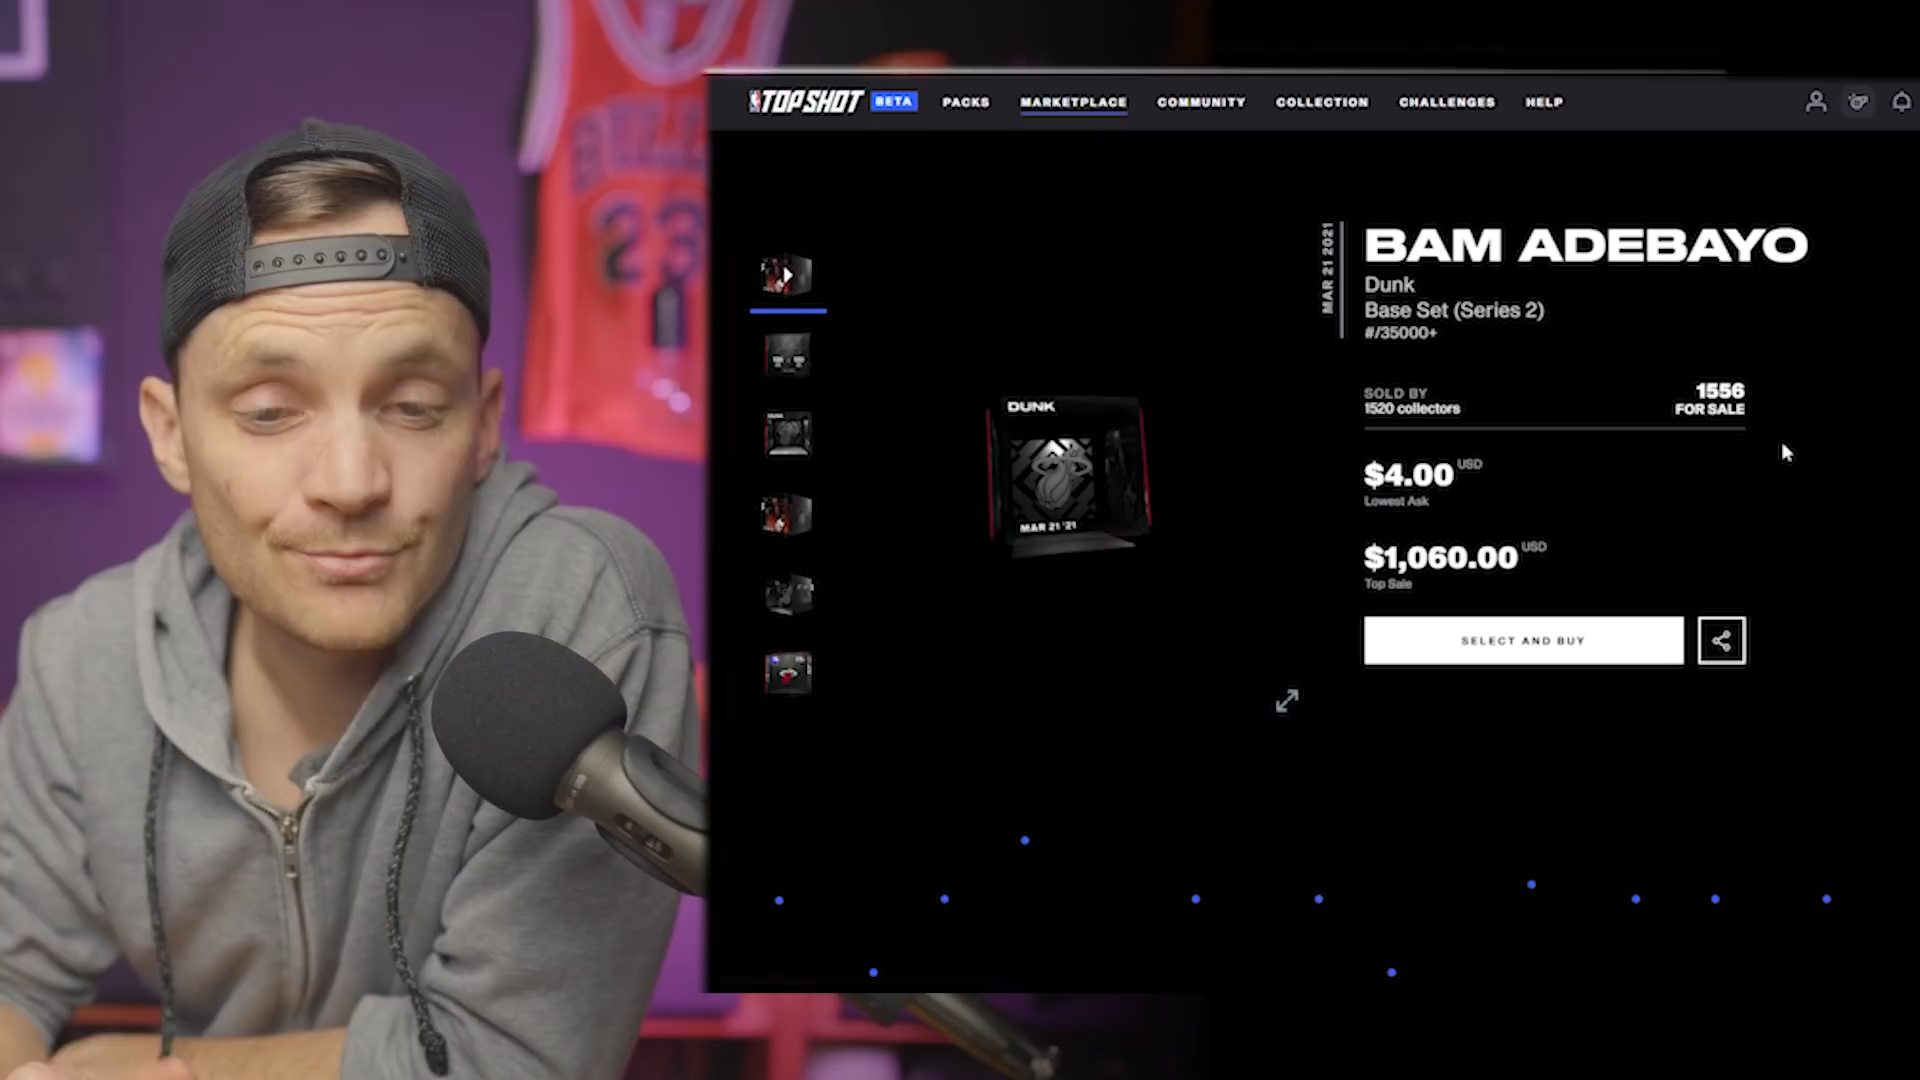 BULLS
23
TOP SHOT BETA PACKS MARKETPLACE COMMUNITY COLLECTION CHALLENGES HELP
MAR 21 2021
BAM ADEBAYO
Dunk
Base Set (Series 2)
#/35000+
SOLD BY
1520 collectors
1556
FOR SALE
$4.00 USD
Lowest Ask
$1,060.00 USD
Top Sale
SELECT AND BUY
DUNK
MAR 21 '21